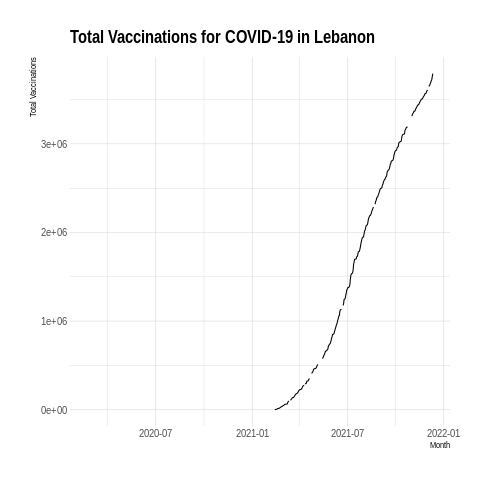 Total Vaccinations for COVID-19 in Lebanon
Total Vaccinations
3e+06
2e+06
1e+06
0e+00
2020-07
2021-01
2021-07
2022-01
Month